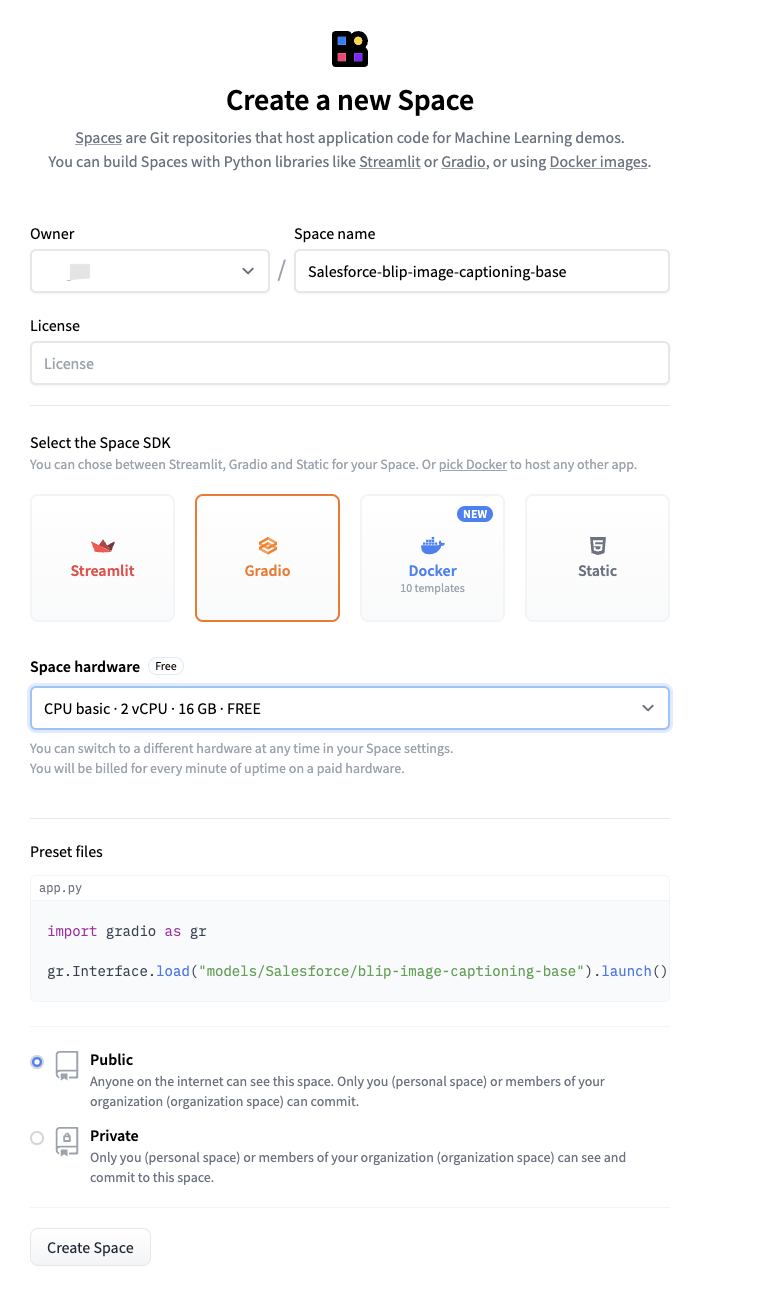 Create a new Space
Spaces are Git repositories that host application code for Machine Learning demos.
You can build Spaces with Python libraries like Streamlit or Gradio, or using Docker images.
Owner
Space name
/
Salesforce-blip-image-captioning-base
License
License
Select the Space SDK
You can chose between Streamlit, Gradio and Static for your Space. Or pick Docker to host any other app.
NEW
Streamlit
Gradio
Docker
10 templates
Static
Space hardware Free
CPU basic · 2 vCPU · 16 GB · FREE
You can switch to a different hardware at any time in your Space settings.
You will be billed for every minute of uptime on a paid hardware.
Preset files
app.py
import gradio as gr
gr.Interface.load("models/Salesforce/blip-image-captioning-base").launch()
Public
Anyone on the internet can see this space. Only you (personal space) or members of your
organization (organization space) can commit.
Private
Only you (personal space) or members of your organization (organization space) can see and
commit to this space.
Create Space